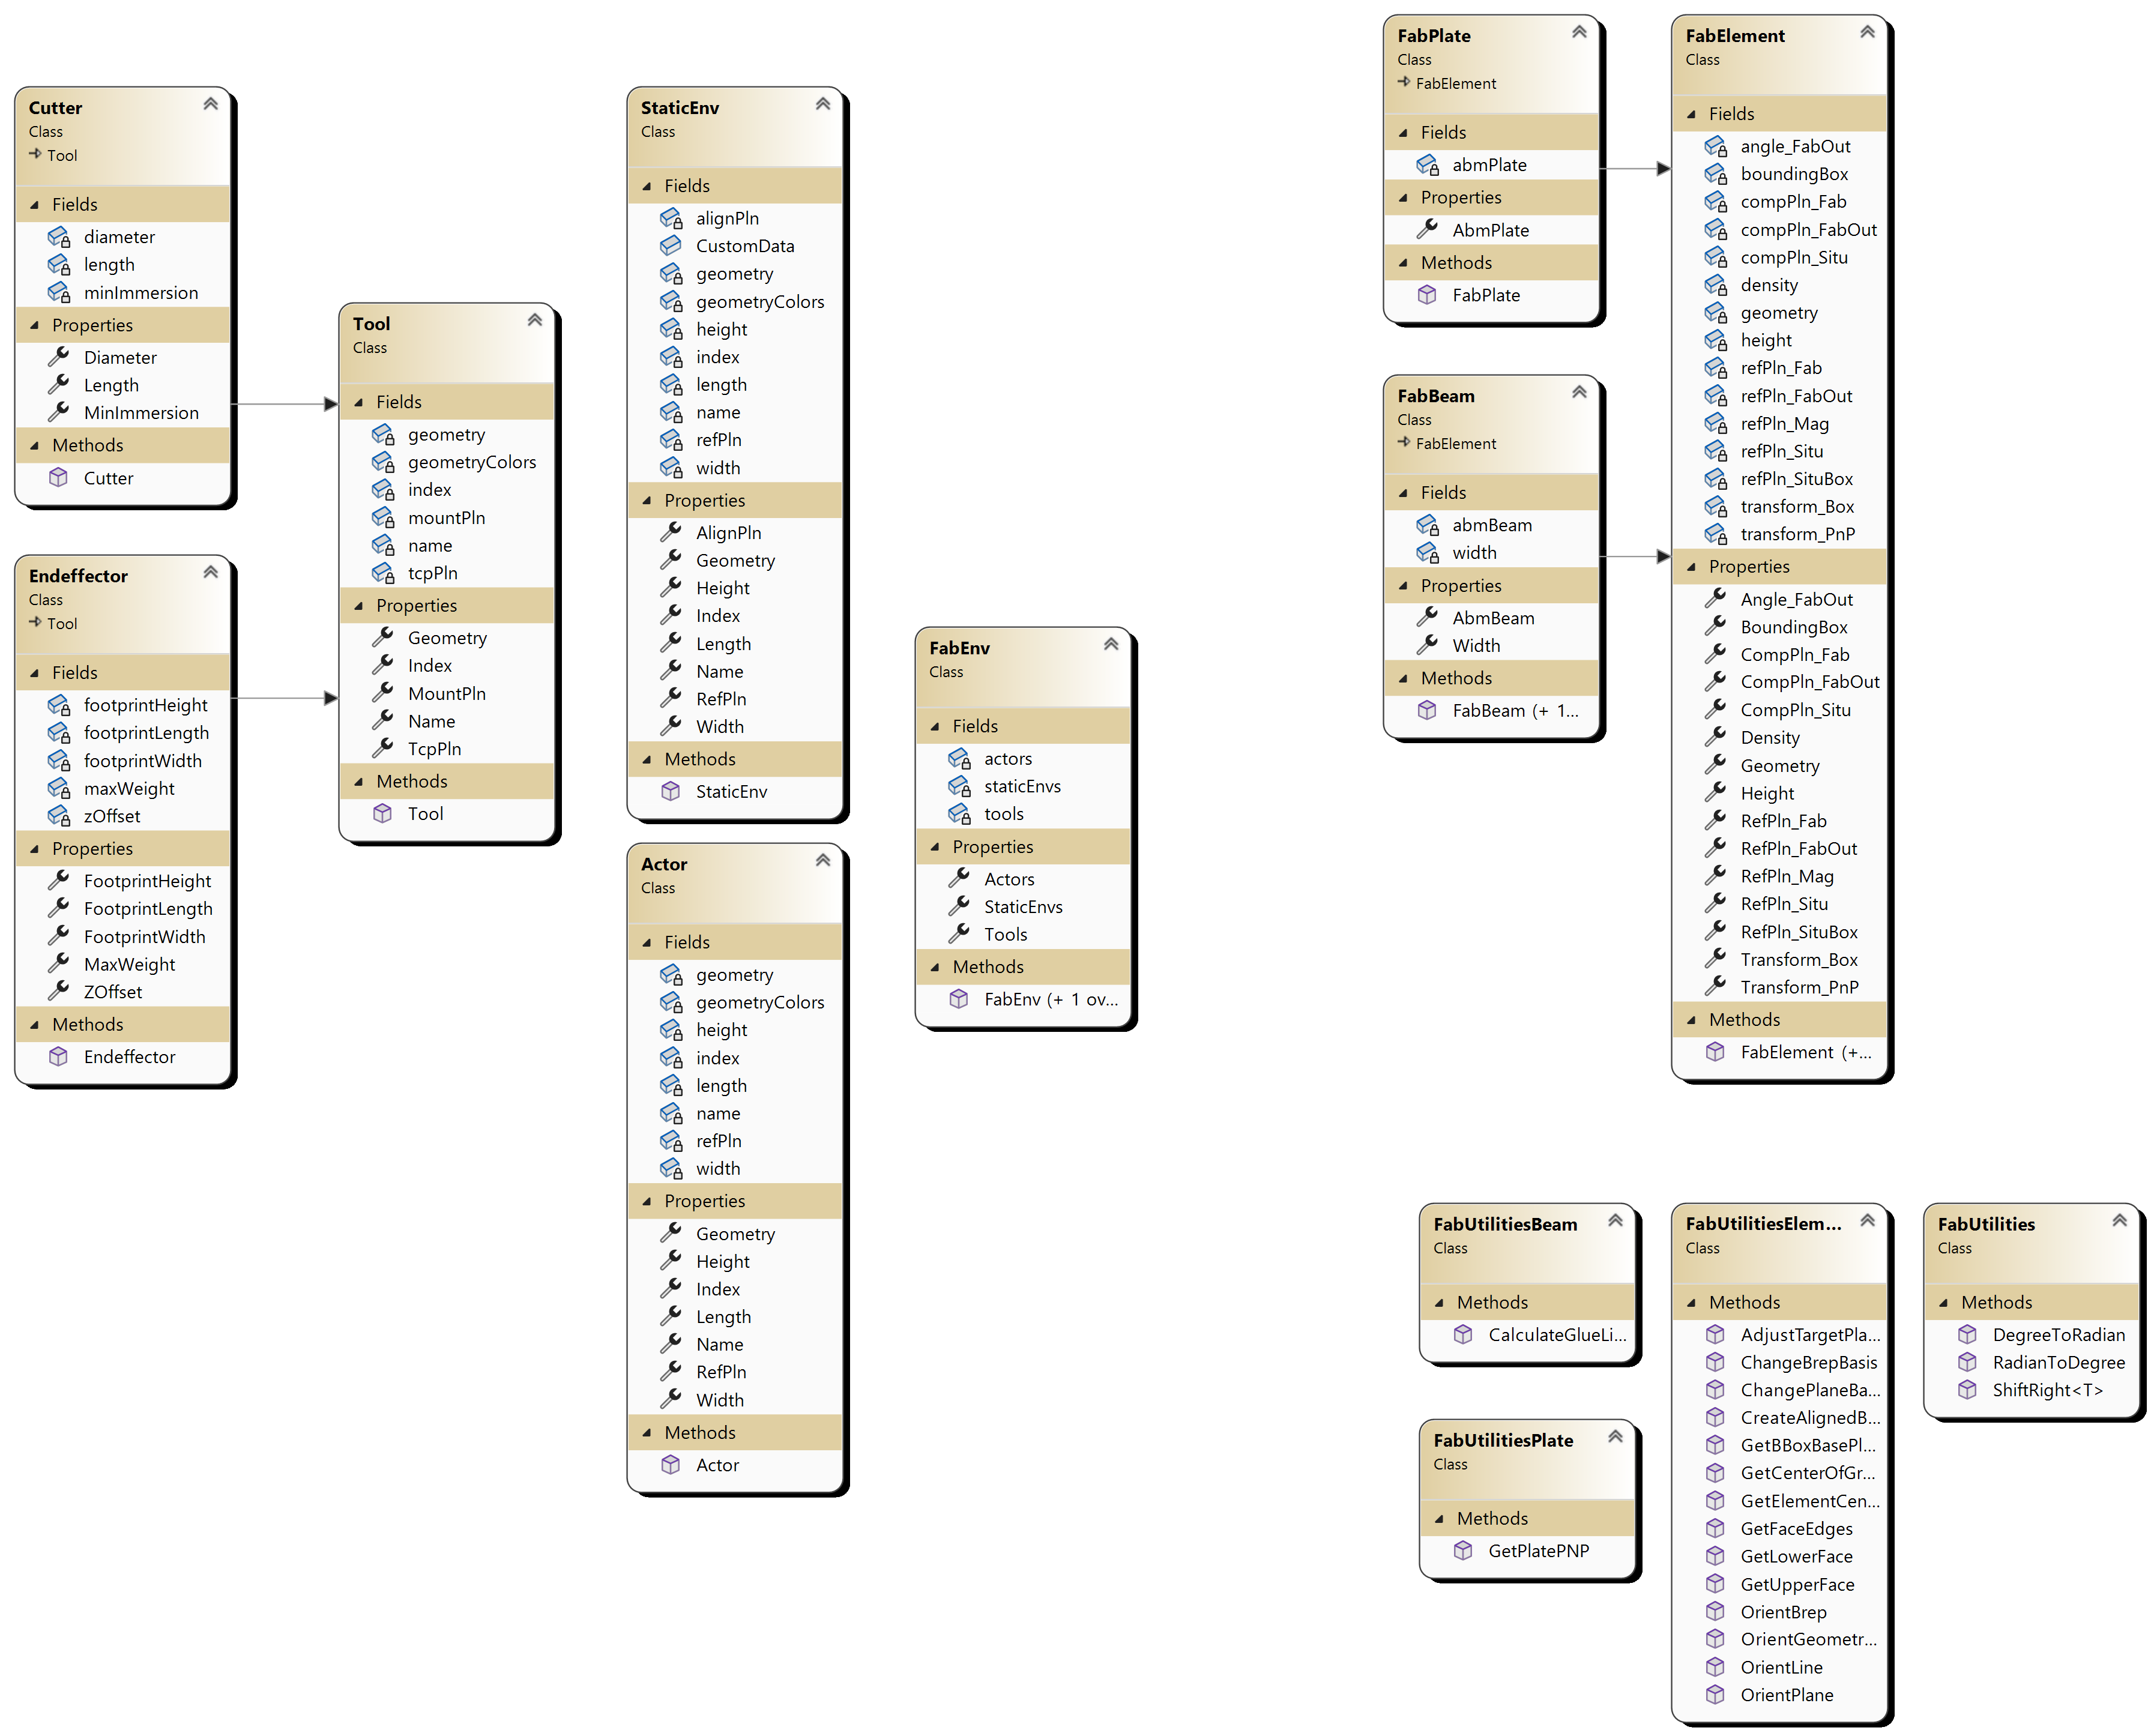 Cutter
Class
Tool
Fields
diameter
length
minImmersion
Properties
Diameter
Length
MinImmersion
Methods
Cutter
Endeffector
Class
Tool
Fields
footprintHeight
footprintLength
footprintWidth
maxWeight
zOffset
Properties
FootprintHeight
FootprintLength
FootprintWidth
MaxWeight
ZOffset
Methods
Endeffector
Tool
Class
Fields
geometry
geometryColors
index
mountPln
name
tcpPln
Properties
Geometry
Index
MountPln
Name
TcpPln
Methods
Tool
StaticEnv
Class
Fields
alignPln
CustomData
geometry
geometryColors
height
index
length
name
refPln
width
Properties
AlignPln
Geometry
Height
Index
Length
Name
RefPln
Width
Methods
StaticEnv
Actor
Class
Fields
geometry
geometryColors
height
index
length
name
refPln
width
Properties
Geometry
Height
Index
Length
Name
RefPln
Width
Methods
Actor
FabEnv
Class
Fields
actors
staticEnvs
tools
Properties
Actors
StaticEnvs
Tools
Methods
FabEnv (+ 1 ov...
FabPlate
Class
FabElement
Fields
abmPlate
Properties
AbmPlate
Methods
FabPlate
FabBeam
Class
FabElement
Fields
abmBeam
width
Properties
AbmBeam
Width
Methods
FabBeam (+ 1...
FabElement
Class
Fields
angle_FabOut
boundingBox
compPln_Fab
compPln_FabOut
compPln_Situ
density
geometry
height
refPln_Fab
refPln_FabOut
refPln_Mag
refPln_Situ
refPln_SituBox
transform_Box
transform_PnP
Properties
Angle_FabOut
BoundingBox
CompPln_Fab
CompPln_FabOut
CompPln_Situ
Density
Geometry
Height
RefPln_Fab
RefPln_FabOut
RefPln_Mag
RefPln_Situ
RefPln_SituBox
Transform_Box
Transform_PnP
Methods
FabElement (+...
FabUtilitiesBeam
Class
Methods
CalculateGlueLi...
FabUtilitiesPlate
Class
Methods
GetPlatePNP
FabUtilitiesElem...
Class
Methods
AdjustTargetPla...
ChangeBrepBasis
ChangePlaneBa...
CreateAlignedB...
GetBBoxBasePl...
GetCenterOfGr...
GetElementCen...
GetFaceEdges
GetLowerFace
GetUpperFace
OrientBrep
OrientGeometr...
OrientLine
OrientPlane
FabUtilities
Class
Methods
DegreeToRadian
RadianToDegree
ShiftRight<T>